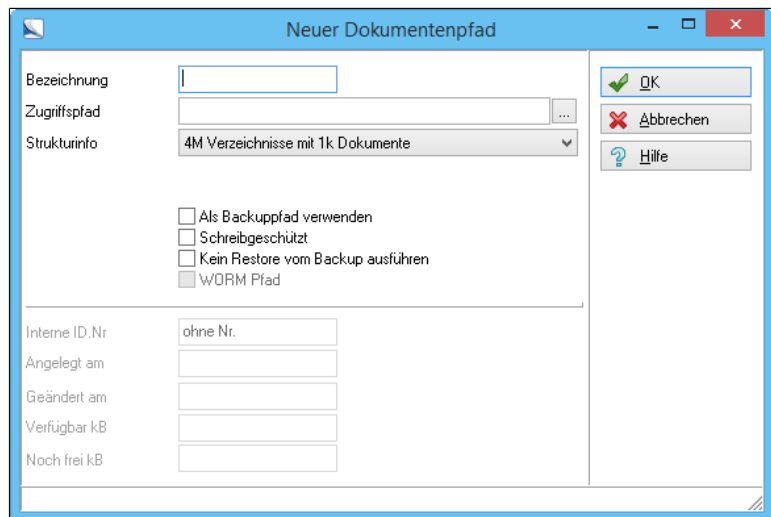 Neuer Dokumentenpfad
Bezeichnung
Zugriffspfad
...
Strukturinfo
4M Verzeichnisse mit 1k Dokumente
Als Backuppfad verwenden
Schreibgeschützt
Kein Restore vom Backup ausführen
WORM Pfad
Interne ID.Nr
ohne Nr.
Angelegt am
Geändert am
Verfügbar kB
Noch frei kB
OK
Abbrechen
Hilfe